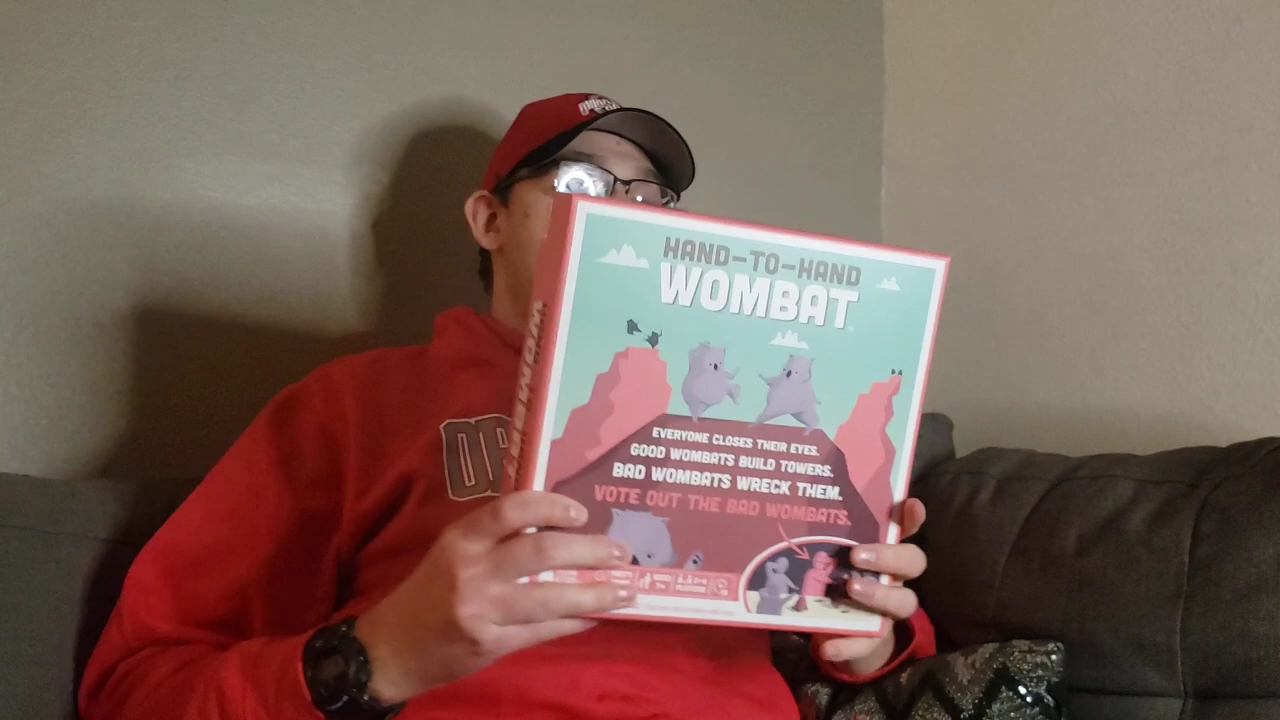 HAND-TO-HAND
WOMBAT
EVERYONE CLOSES THEIR EYES.
GOOD WOMBATS BUILD TOWERS.
BAD WOMBATS WRECK THEM.
VOTE OUT THE BAD WOMBATS.
WOMBAT